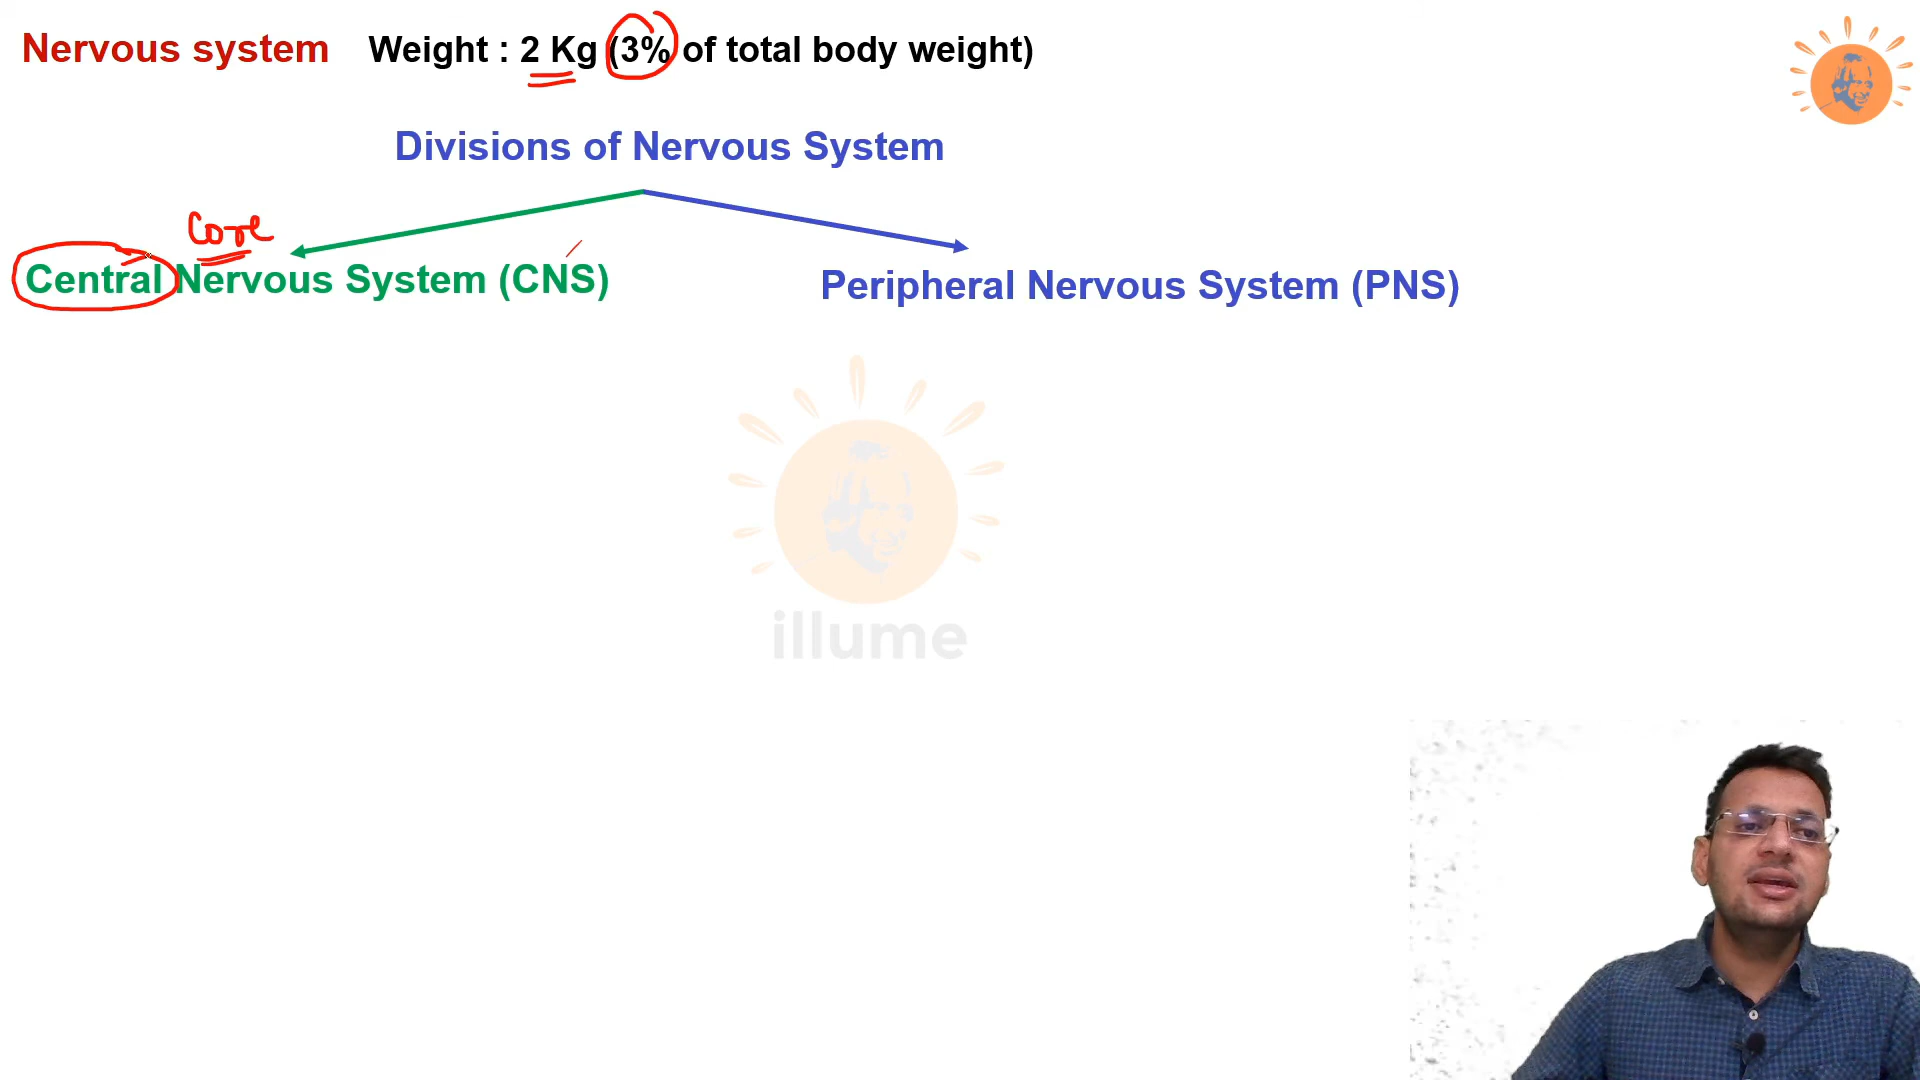 Nervous system Weight : 2 Kg (3% of total body weight)
Divisions of Nervous System
Core
Central Nervous System (CNS)
Peripheral Nervous System (PNS)
illume